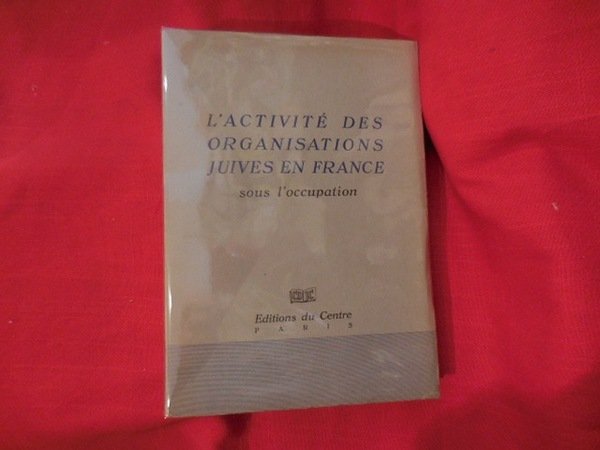 L'ACTIVITÉ DES
ORGANISATIONS
JUIVES EN FRANCE
sous l'occupation
Editions du Centre
PARIS